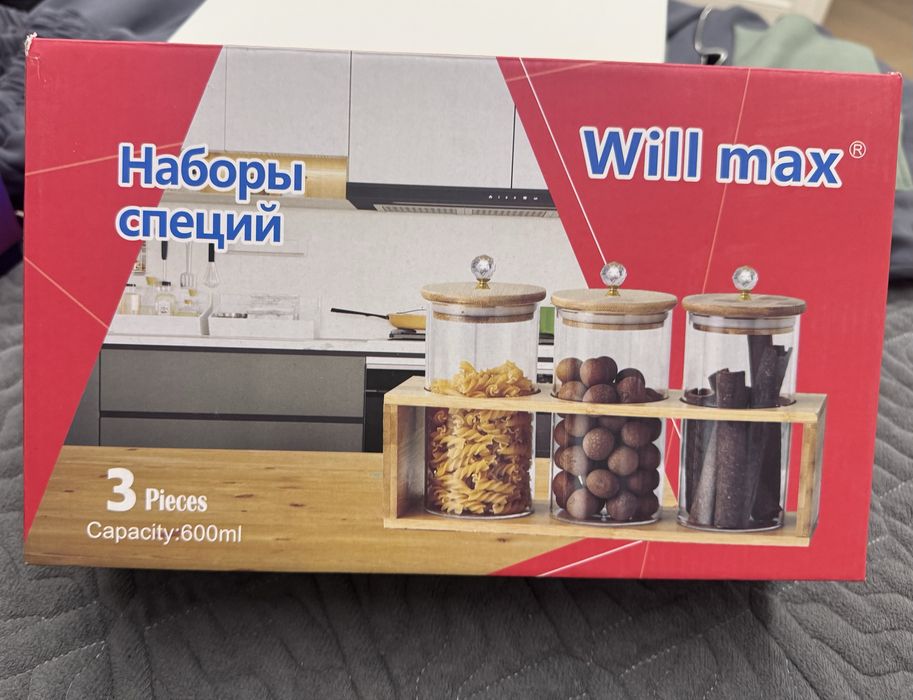 Наборы
специй
Will max®
3 Pieces
Capacity:600ml